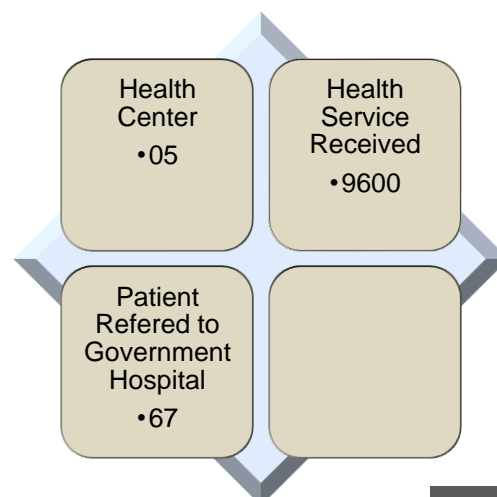 Health
Center
•05
Health
Service
Received
•9600
Patient
Refered to
Government
Hospital
•67